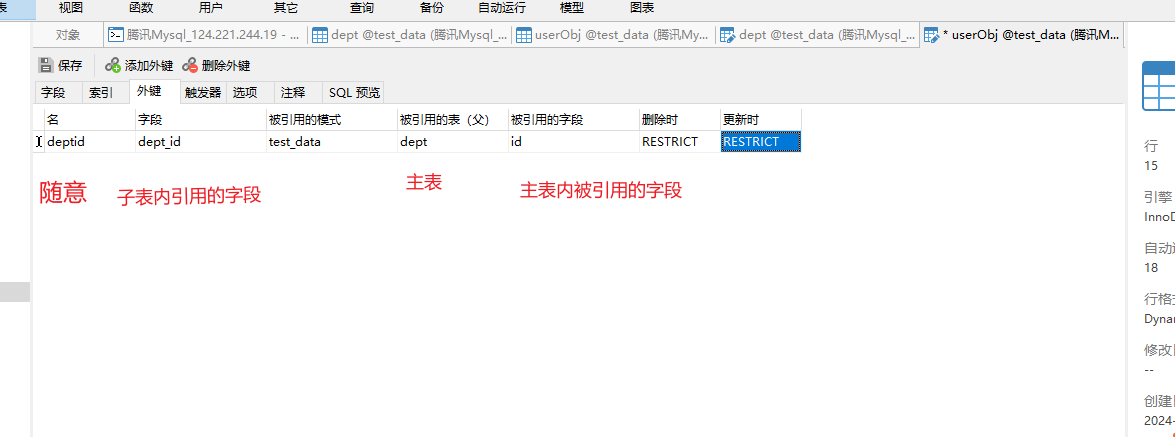 表 视图 函数 用户 其它 查询 备份 自动运行 模型 图表
对象 腾讯Mysql_124.221.244.19 - ... dept @test_data (腾讯Mysql_... userObj @test_data (腾讯My... dept @test_data (腾讯Mysql_... * userObj @test_data (腾讯M...
保存 添加外键 删除外键
字段 索引 外键 触发器 选项 注释 SQL 预览
名 字段 被引用的模式 被引用的表（父） 被引用的字段 删除时 更新时
deptid dept_id test_data dept id RESTRICT RESTRICT
随意 子表内引用的字段 主表 主表内被引用的字段
行
15
引擎
InnoD
自动
18
行格
Dynar
修改
--
创建
2024-